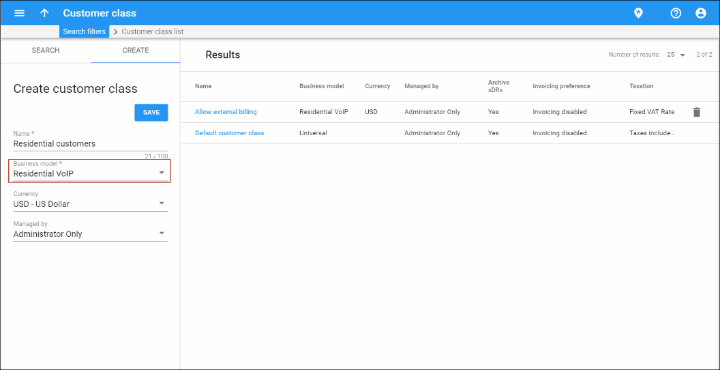 Customer class
Search filters > Customer class list
SEARCH CREATE
Create customer class
SAVE
Name *
Residential customers
21 / 100
Business model *
Residential VoIP
Currency
USD - US Dollar
Managed by
Administrator Only
Results
Number of results: 25 2 of 2
Name Business model Currency Managed by Archive xDRs Invoicing preference Taxation
Allow external billing Residential VoIP USD Administrator Only Yes Invoicing disabled Fixed VAT Rate
Default customer class Universal Administrator Only Yes Invoicing disabled Taxes include...